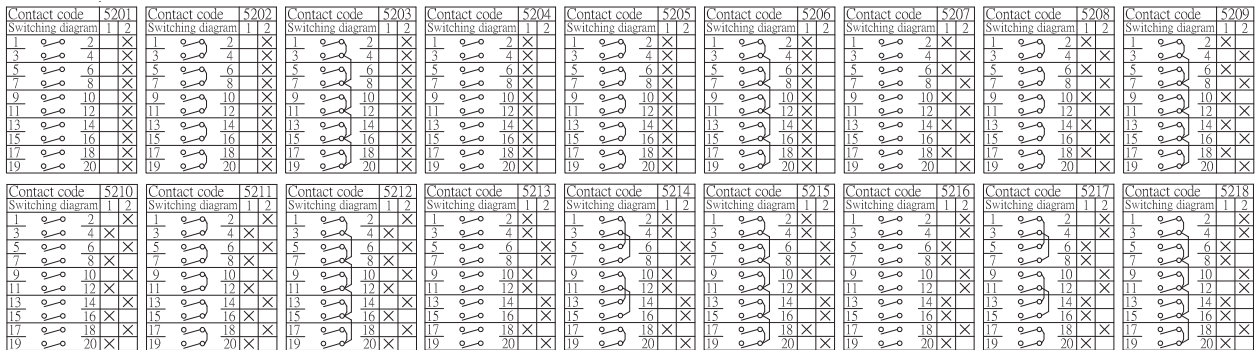 Contact code 5201
Switching diagram 1 2
1 2 ×
3 4 ×
5 6 ×
7 8 ×
9 10 ×
11 12 ×
13 14 ×
15 16 ×
17 18 ×
19 20 ×
Contact code 5202
Switching diagram 1 2
1 2 ×
3 4 ×
5 6 ×
7 8 ×
9 10 ×
11 12 ×
13 14 ×
15 16 ×
17 18 ×
19 20 ×
Contact code 5203
Switching diagram 1 2
1 2 ×
3 4 ×
5 6 ×
7 8 ×
9 10 ×
11 12 ×
13 14 ×
15 16 ×
17 18 ×
19 20 ×
Contact code 5204
Switching diagram 1 2
1 2 ×
3 4 ×
5 6 ×
7 8 ×
9 10 ×
11 12 ×
13 14 ×
15 16 ×
17 18 ×
19 20 ×
Contact code 5205
Switching diagram 1 2
1 2 ×
3 4 ×
5 6 ×
7 8 ×
9 10 ×
11 12 ×
13 14 ×
15 16 ×
17 18 ×
19 20 ×
Contact code 5206
Switching diagram 1 2
1 2 ×
3 4 ×
5 6 ×
7 8 ×
9 10 ×
11 12 ×
13 14 ×
15 16 ×
17 18 ×
19 20 ×
Contact code 5207
Switching diagram 1 2
1 2 ×
3 4 ×
5 6 ×
7 8 ×
9 10 ×
11 12 ×
13 14 ×
15 16 ×
17 18 ×
19 20 ×
Contact code 5208
Switching diagram 1 2
1 2 ×
3 4 ×
5 6 ×
7 8 ×
9 10 ×
11 12 ×
13 14 ×
15 16 ×
17 18 ×
19 20 ×
Contact code 5209
Switching diagram 1 2
1 2 ×
3 4 ×
5 6 ×
7 8 ×
9 10 ×
11 12 ×
13 14 ×
15 16 ×
17 18 ×
19 20 ×
Contact code 5210
Switching diagram 1 2
1 2 ×
3 4 ×
5 6 ×
7 8 ×
9 10 ×
11 12 ×
13 14 ×
15 16 ×
17 18 ×
19 20 ×
Contact code 5211
Switching diagram 1 2
1 2 ×
3 4 ×
5 6 ×
7 8 ×
9 10 ×
11 12 ×
13 14 ×
15 16 ×
17 18 ×
19 20 ×
Contact code 5212
Switching diagram 1 2
1 2 ×
3 4 ×
5 6 ×
7 8 ×
9 10 ×
11 12 ×
13 14 ×
15 16 ×
17 18 ×
19 20 ×
Contact code 5213
Switching diagram 1 2
1 2 ×
3 4 ×
5 6 ×
7 8 ×
9 10 ×
11 12 ×
13 14 ×
15 16 ×
17 18 ×
19 20 ×
Contact code 5214
Switching diagram 1 2
1 2 ×
3 4 ×
5 6 ×
7 8 ×
9 10 ×
11 12 ×
13 14 ×
15 16 ×
17 18 ×
19 20 ×
Contact code 5215
Switching diagram 1 2
1 2 ×
3 4 ×
5 6 ×
7 8 ×
9 10 ×
11 12 ×
13 14 ×
15 16 ×
17 18 ×
19 20 ×
Contact code 5216
Switching diagram 1 2
1 2 ×
3 4 ×
5 6 ×
7 8 ×
9 10 ×
11 12 ×
13 14 ×
15 16 ×
17 18 ×
19 20 ×
Contact code 5217
Switching diagram 1 2
1 2 ×
3 4 ×
5 6 ×
7 8 ×
9 10 ×
11 12 ×
13 14 ×
15 16 ×
17 18 ×
19 20 ×
Contact code 5218
Switching diagram 1 2
1 2 ×
3 4 ×
5 6 ×
7 8 ×
9 10 ×
11 12 ×
13 14 ×
15 16 ×
17 18 ×
19 20 ×